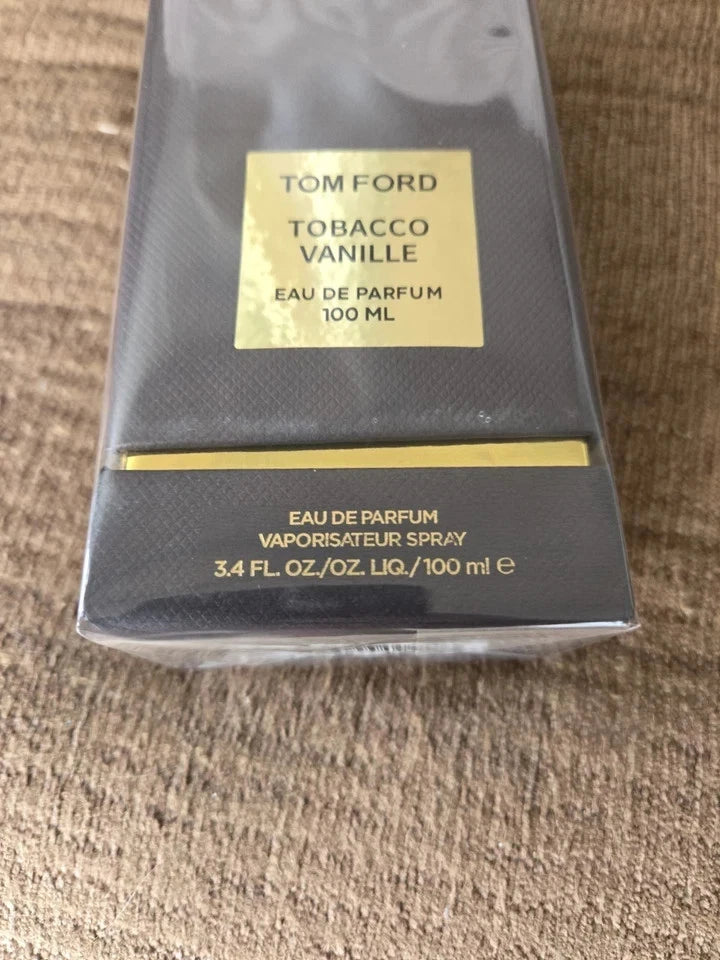 TOM FORD
TOBACCO
VANILLE
EAU DE PARFUM
100 ML
EAU DE PARFUM
VAPORISATEUR SPRAY
3.4 FL. OZ./OZ. LIQ./100 ml ℮